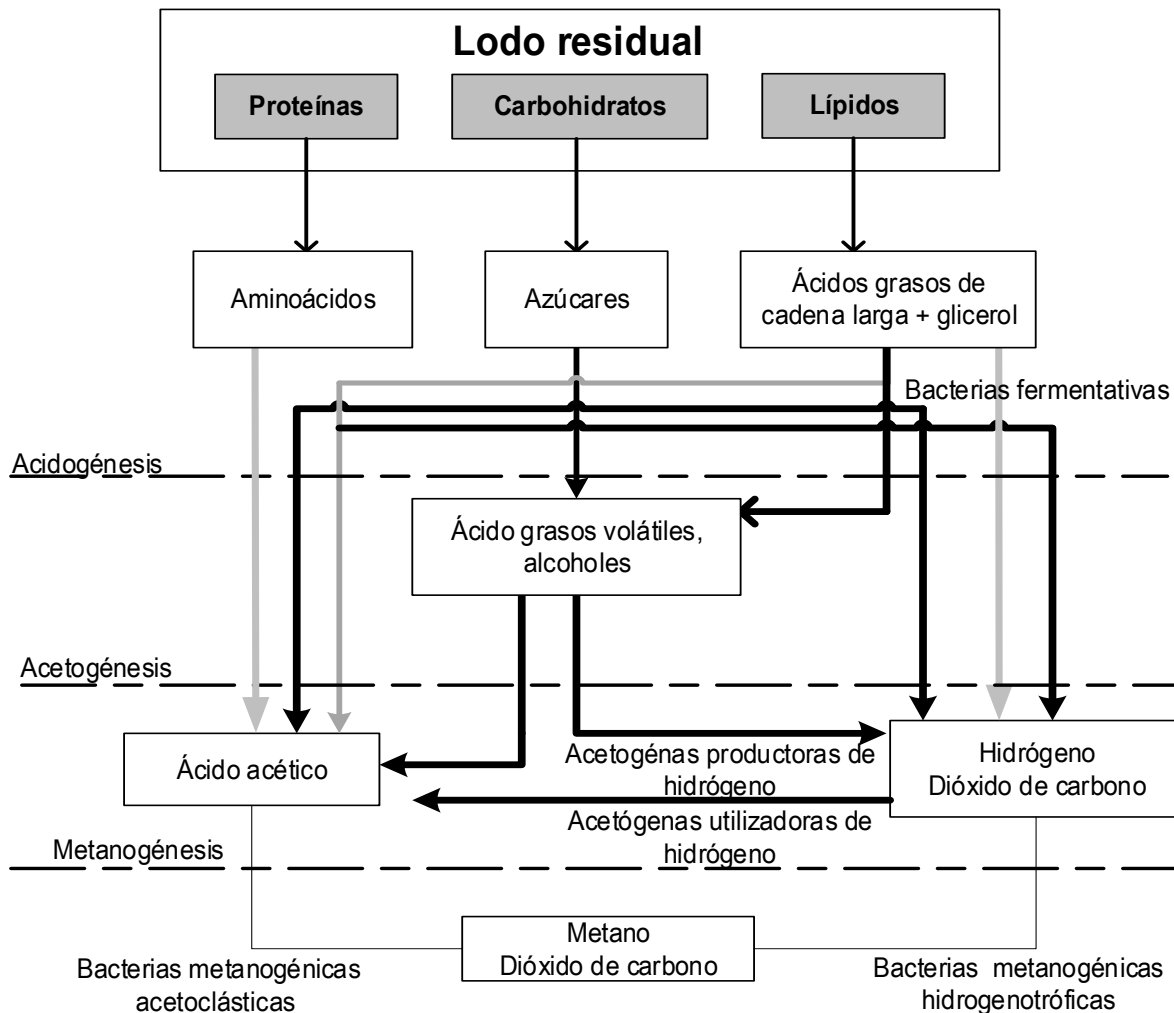 Lodo residual
Proteínas
Carbohidratos
Lípidos
Aminoácidos
Azúcares
Ácidos grasos de
cadena larga + glicerol
Bacterias fermentativas
Acidogénesis
Ácido grasos volátiles,
alcoholes
Acetogénesis
Ácido acético
Acetogénas productoras de
hidrógeno
Hidrógeno
Dióxido de carbono
Acetógenas utilizadoras de
hidrógeno
Metanogénesis
Metano
Dióxido de carbono
Bacterias metanogénicas
acetoclásticas
Bacterias metanogénicas
hidrogenotróficas